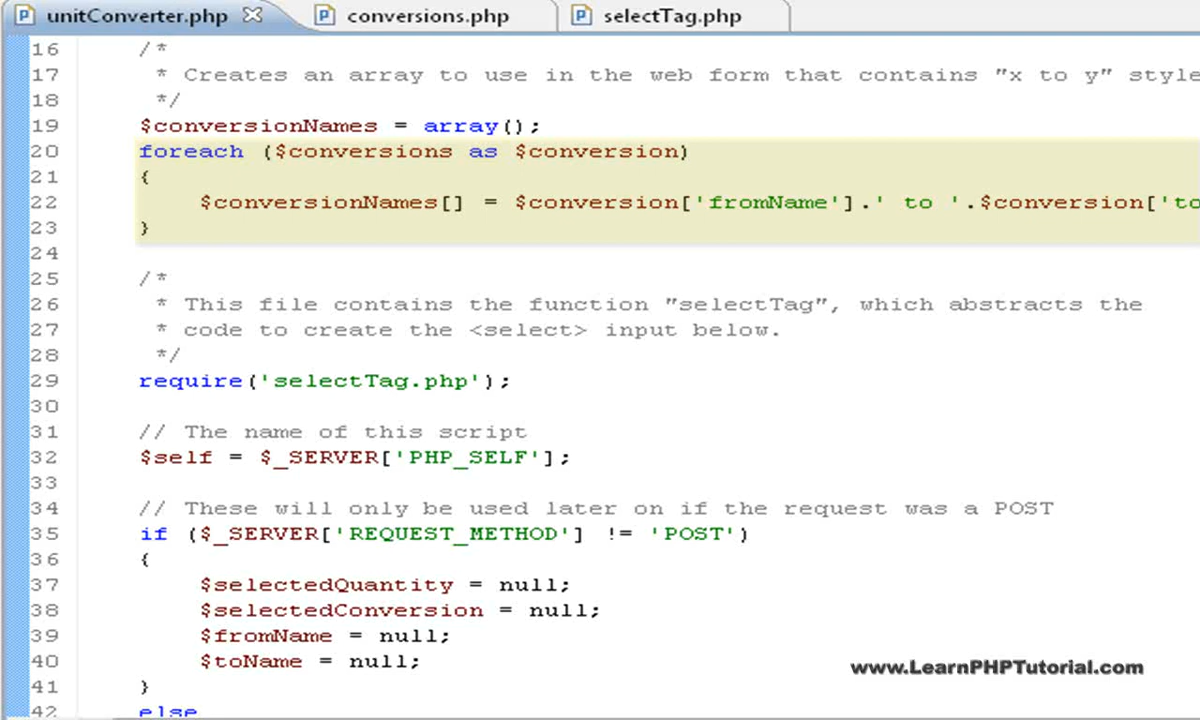 unitConverter.php
conversions.php
selectTag.php
16 /*
17 * Creates an array to use in the web form that contains "x to y" style
18 */
19 $conversionNames = array();
20 foreach ($conversions as $conversion)
21 {
22 $conversionNames[] = $conversion['fromName'].' to '.$conversion['to
23 }
24
25 /*
26 * This file contains the function "selectTag", which abstracts the
27 * code to create the <select> input below.
28 */
29 require('selectTag.php');
30
31 // The name of this script
32 $self = $_SERVER['PHP_SELF'];
33
34 // These will only be used later on if the request was a POST
35 if ($_SERVER['REQUEST_METHOD'] != 'POST')
36 {
37 $selectedQuantity = null;
38 $selectedConversion = null;
39 $fromName = null;
40 $toName = null;
41 }
42 else
www.LearnPHPTutorial.com